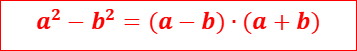 a² − b² = (a − b) · (a + b)